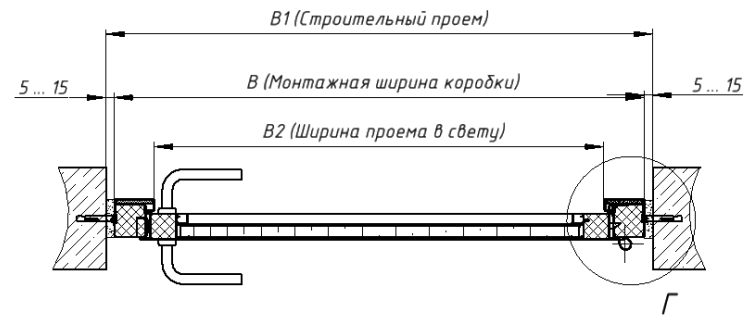 B1 (Строительный проем)
5 ... 15
B (Монтажная ширина коробки)
5 ... 15
B2 (Ширина проема в свету)
Г